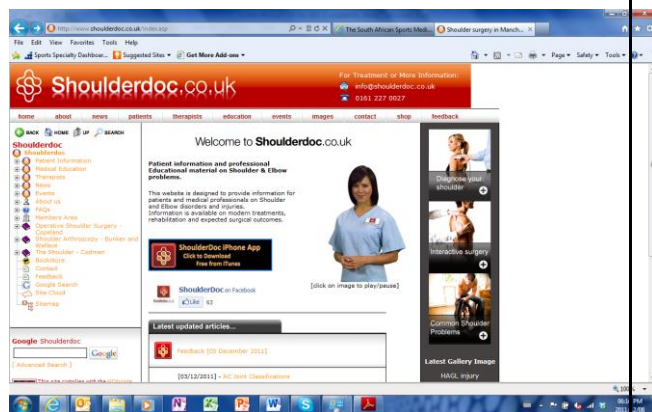 http://www.shoulderdoc.co.uk/index.asp
The South African Sports Medi...
Shoulder surgery in Manch...
File Edit View Favorites Tools Help
Sports Specialty Dashboar...
Suggested Sites
Get More Add-ons
Page Safety Tools
Shoulderdoc.co.uk
For Treatment or More Information:
info@shoulderdoc.co.uk
0161 227 0027
home about news patients therapists education events images contact shop feedback
BACK HOME UP SEARCH
Shoulderdoc
Shoulderdoc
Patient Information
Medical Education
Therapists
News
Events
About us
FAQs
Members Area
Operative Shoulder Surgery - Copeland
Shoulder Arthroscopy - Bunker and Wallace
The Shoulder - Codman
Bookstore
Contact
Feedback
Google Search
Site Cloud
Sitemap
Google Shoulderdoc
Google
[ Advanced Search ]
This site complies with the
Welcome to Shoulderdoc.co.uk
Patient information and professional
Educational material on Shoulder & Elbow
problems.
This website is designed to provide information for
patients and medical professionals on Shoulder
and Elbow disorders and injuries.
Information is available on modern treatments,
rehabilitation and expected surgical outcomes.
ShoulderDoc iPhone App
Click to Download
Free from iTunes
ShoulderDoc on Facebook
Like 63
[click on image to play/pause]
Latest updated articles...
Feedback [05 December 2011]
[03/12/2011] - AC Joint Classifications
Diagnose your
shoulder
Interactive surgery
Common Shoulder
Problems
Latest Gallery Image
HAGL injury